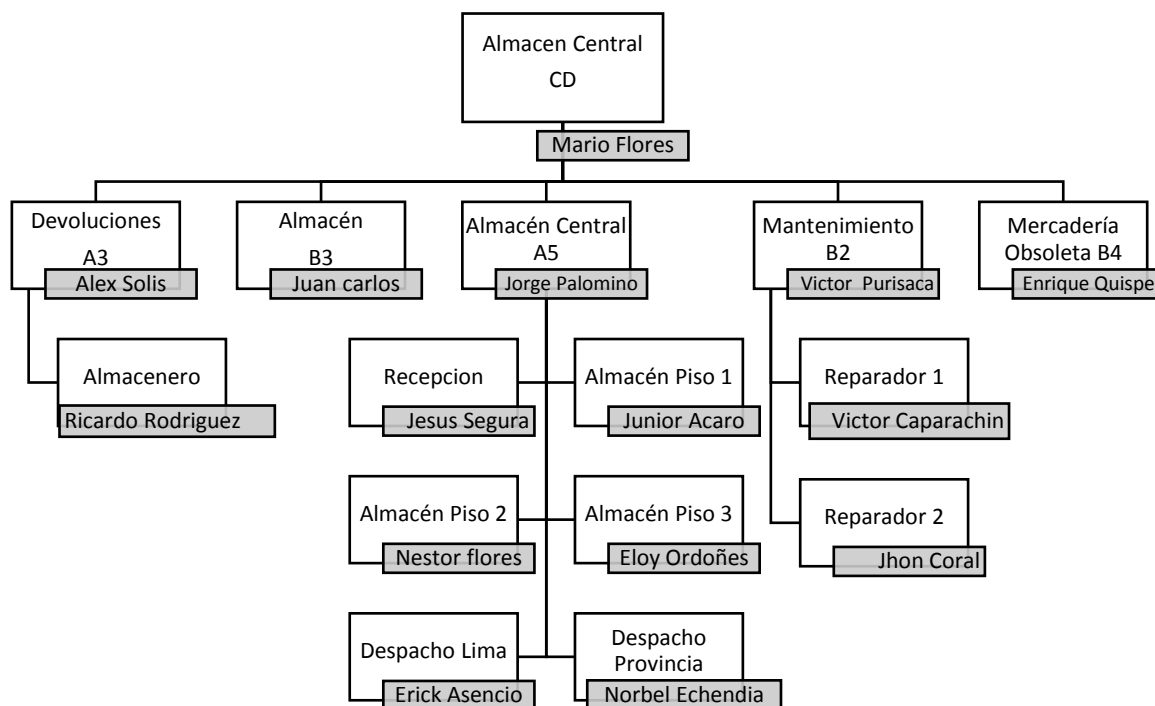 Almacen Central
CD
Mario Flores
Devoluciones
A3
Alex Solis
Almacén
B3
Juan carlos
Almacén Central
A5
Jorge Palomino
Mantenimiento
B2
Victor Purisaca
Mercadería
Obsoleta B4
Enrique Quispe
Almacenero
Ricardo Rodriguez
Recepcion
Jesus Segura
Almacén Piso 1
Junior Acaro
Reparador 1
Victor Caparachin
Almacén Piso 2
Nestor flores
Almacén Piso 3
Eloy Ordoñes
Reparador 2
Jhon Coral
Despacho Lima
Erick Asencio
Despacho
Provincia
Norbel Echendia